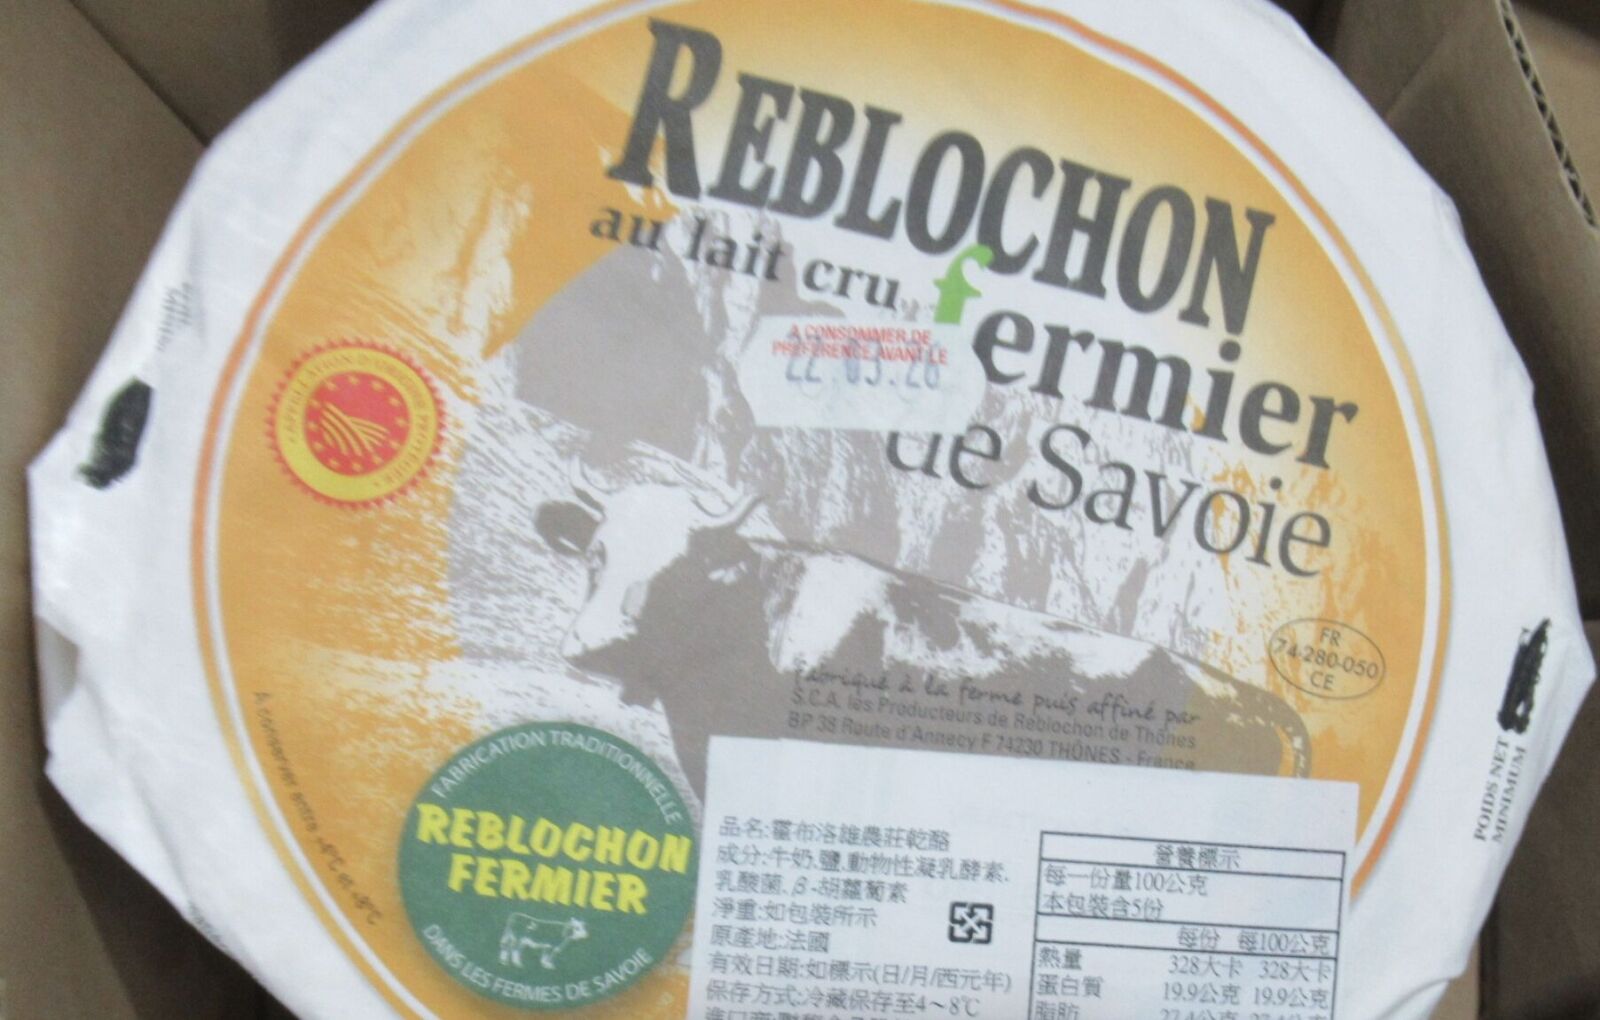 REBLOCHON
au lait cru fermier
de Savoie
A CONSOMMER DE
PREFERENCE AVANT LE
APPELLATION D'ORIGINE PROTÉGÉE
FR
74-280-050
CE
Fabriqué à la ferme puis affiné par
S.C.A. les Producteurs de Reblochon de Thônes
BP 38 Route d'Annecy F 74230 THÔNES - France
A conserver entre +4°C et +8°C
POIDS NET
MINIMUM
FABRICATION TRADITIONNELLE
REBLOCHON
FERMIER
DANS LES FERMES DE SAVOIE
品名:霍布洛雄農莊乾酪
成分:牛奶.鹽.動物性凝乳酵素.
乳酸菌.β-胡蘿蔔素
淨重:如包裝所示
原產地:法國
有效日期:如標示(日/月/西元年)
保存方式:冷藏保存至4~8℃
營養標示
每一份量100公克
本包裝含5份
每份 每100公克
熱量 328大卡 328大卡
蛋白質 19.9公克 19.9公克
脂肪